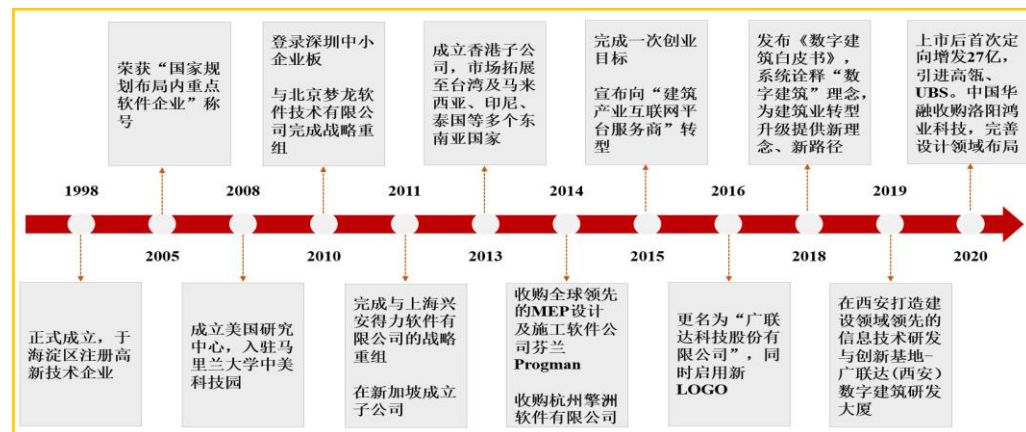 荣获“国家规
划布局内重点
软件企业”称
号
登录深圳中小
企业板
与北京梦龙软
件技术有限公
司完成战略重
组
成立香港子公
司，市场拓展
至台湾及马来
西亚、印尼、
泰国等多个东
南亚国家
完成一次创业
目标
宣布向“建筑
产业互联网平
台服务商”转
型
发布《数字建
筑白皮书》，
系统诠释“数
字建筑”理念，
为建筑业转型
升级提供新理
念、新路径
上市后首次定
向增发27亿，
引进高瓴、
UBS。中国华
融收购洛阳鸿
业科技，完善
设计领域布局
1998
2008
2011
2014
2016
2019
2005
2010
2013
2015
2018
2020
正式成立，于
海淀区注册高
新技术企业
成立美国研究
中心，入驻马
里兰大学中美
科技园
完成与上海兴
安得力软件有
限公司的战略
重组
在新加坡成立
子公司
收购全球领先
的MEP设计
及施工软件公
司芬兰
Progman
收购杭州擎洲
软件有限公司
更名为“广联
达科技股份有
限公司”，同
时启用新
LOGO
在西安打造建
设领域领先的
信息技术研发
与创新基地–
广联达(西安)
数字建筑研发
大厦